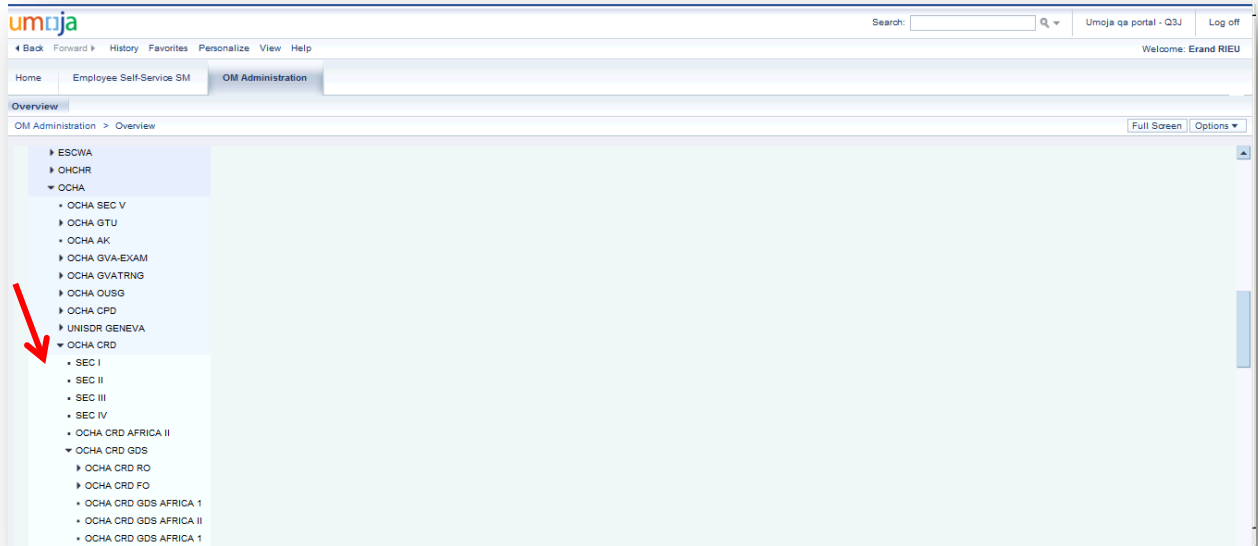 umoja Search: Umoja qa portal - Q3J Log off
Back Forward History Favorites Personalize View Help Welcome: Erand RIEU
Home Employee Self-Service SM OM Administration
Overview
OM Administration > Overview Full Screen Options
ESCWA
OHCHR
OCHA
OCHA SEC V
OCHA GTU
OCHA AK
OCHA GVA-EXAM
OCHA GVATRNG
OCHA OUSG
OCHA CPD
UNISDR GENEVA
OCHA CRD
SEC I
SEC II
SEC III
SEC IV
OCHA CRD AFRICA II
OCHA CRD GDS
OCHA CRD RO
OCHA CRD FO
OCHA CRD GDS AFRICA 1
OCHA CRD GDS AFRICA II
OCHA CRD GDS AFRICA 1